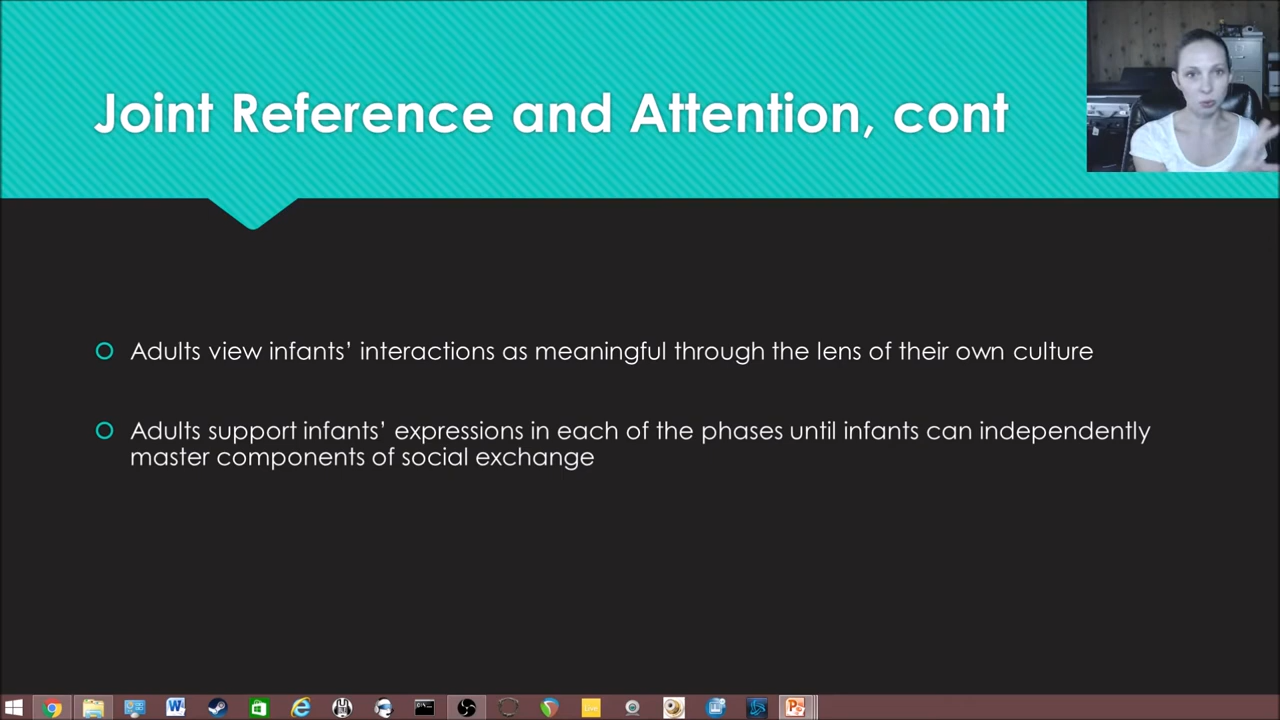 Joint Reference and Attention, cont
Adults view infants’ interactions as meaningful through the lens of their own culture
Adults support infants’ expressions in each of the phases until infants can independently
master components of social exchange